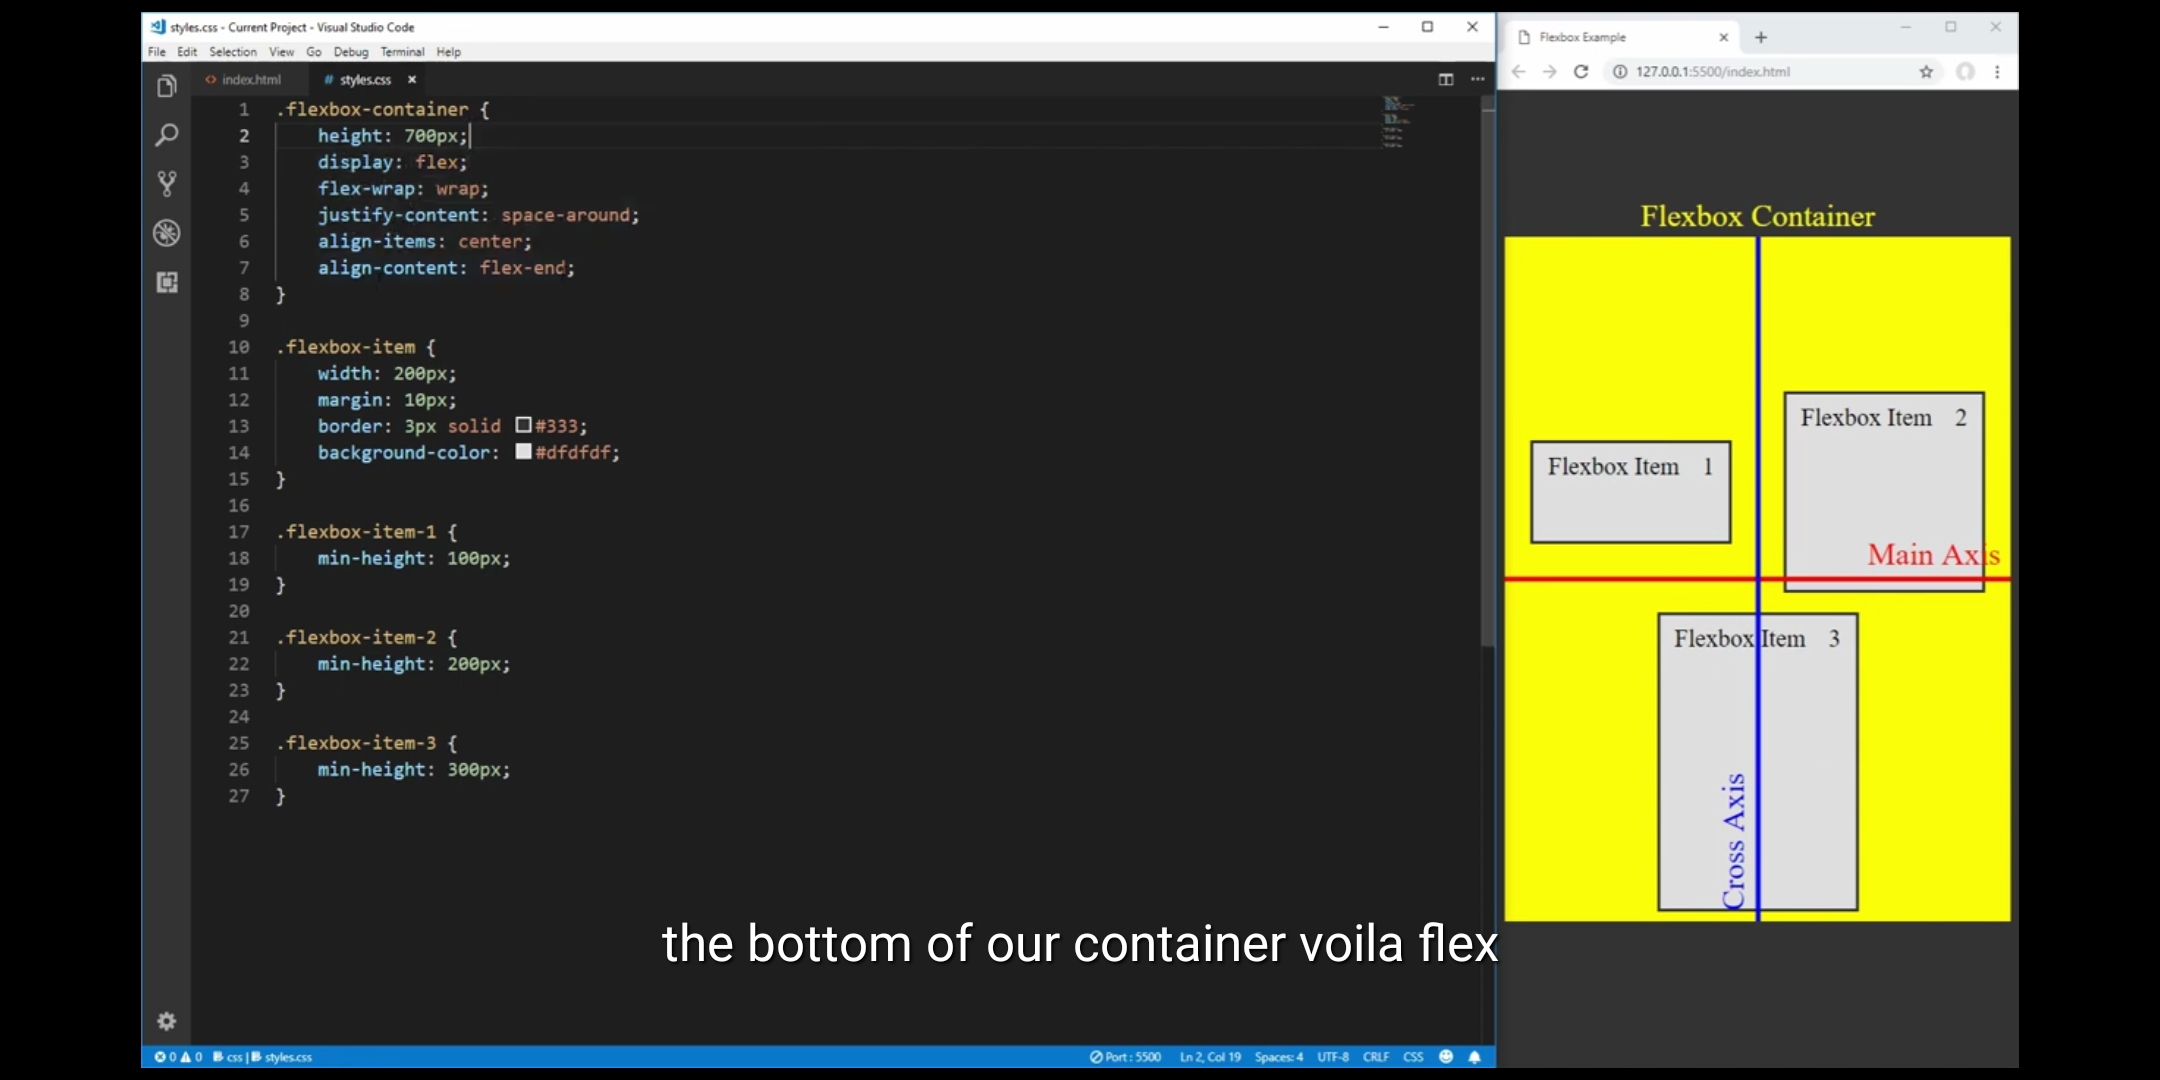 styles.css - Current Project - Visual Studio Code
File Edit Selection View Go Debug Terminal Help
<> index.html # styles.css ×
1 .flexbox-container {
2 height: 700px;
3 display: flex;
4 flex-wrap: wrap;
5 justify-content: space-around;
6 align-items: center;
7 align-content: flex-end;
8 }
9
10 .flexbox-item {
11 width: 200px;
12 margin: 10px;
13 border: 3px solid #333;
14 background-color: #dfdfdf;
15 }
16
17 .flexbox-item-1 {
18 min-height: 100px;
19 }
20
21 .flexbox-item-2 {
22 min-height: 200px;
23 }
24
25 .flexbox-item-3 {
26 min-height: 300px;
27 }
0 0 css | styles.css Port : 5500 Ln 2, Col 19 Spaces: 4 UTF-8 CRLF CSS
Flexbox Example
127.0.0.1:5500/index.html
Flexbox Container
Flexbox Item 2
Flexbox Item 1
Main Axis
Flexbox Item 3
Cross Axis
the bottom of our container voila flex